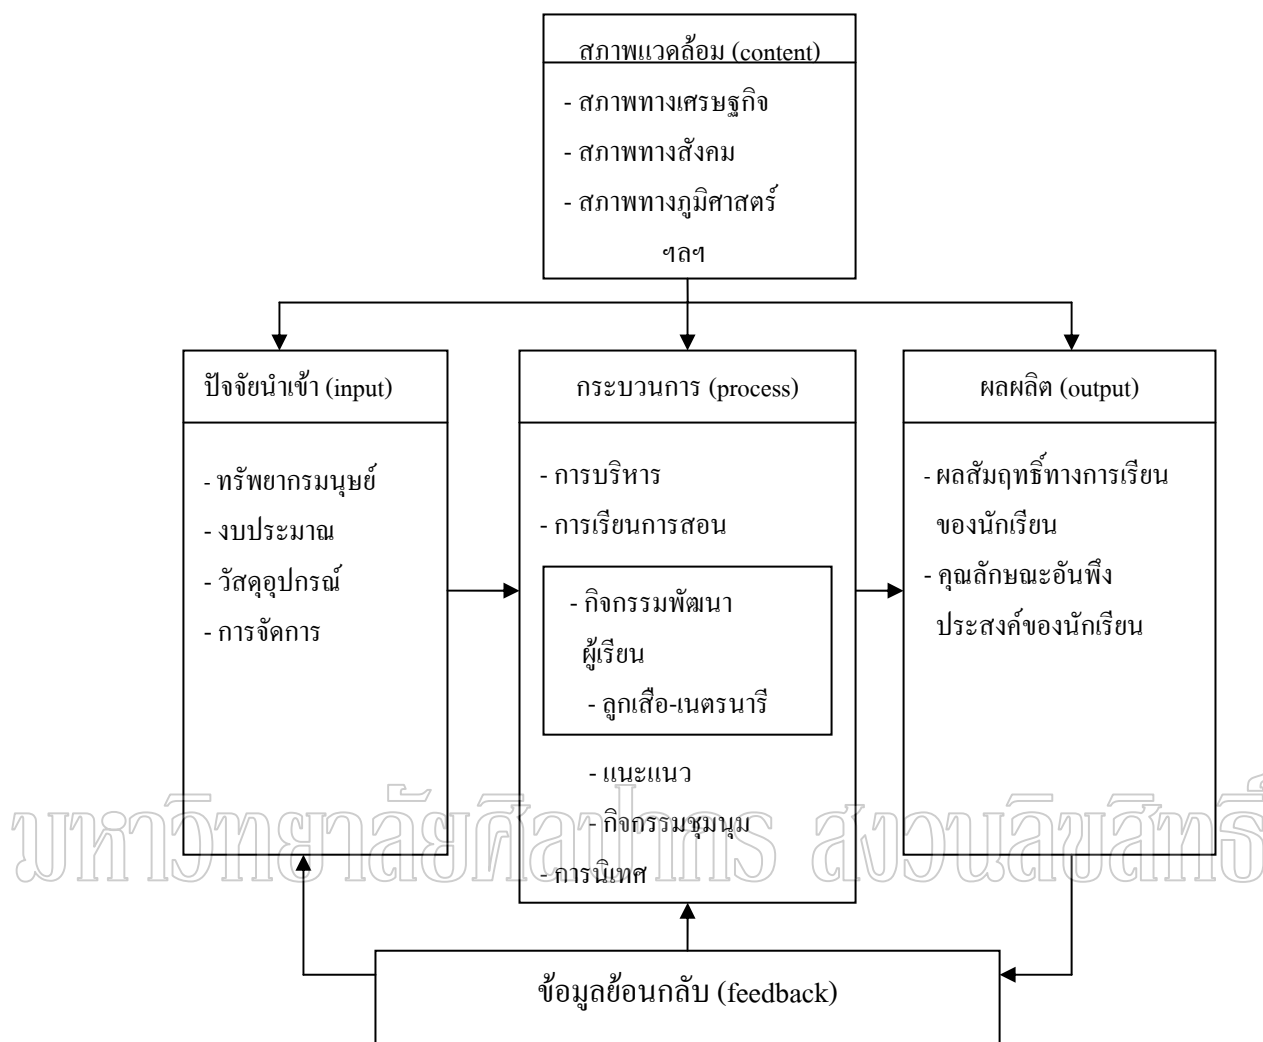 สภาพแวดล้อม (content)
- สภาพทางเศรษฐกิจ
- สภาพทางสังคม
- สภาพทางภูมิศาสตร์
ฯลฯ
ปัจจัยนำเข้า (input)
- ทรัพยากรมนุษย์
- งบประมาณ
- วัสดุอุปกรณ์
- การจัดการ
กระบวนการ (process)
- การบริหาร
- การเรียนการสอน
- กิจกรรมพัฒนา
ผู้เรียน
- ลูกเสือ-เนตรนารี
- แนะแนว
- กิจกรรมชุมนุม
- การนิเทศ
ผลผลิต (output)
- ผลสัมฤทธิ์ทางการเรียน
ของนักเรียน
- คุณลักษณะอันพึง
ประสงค์ของนักเรียน
มหาวิทยาลัยศิลปากร สงวนลิขสิทธิ์
ข้อมูลย้อนกลับ (feedback)